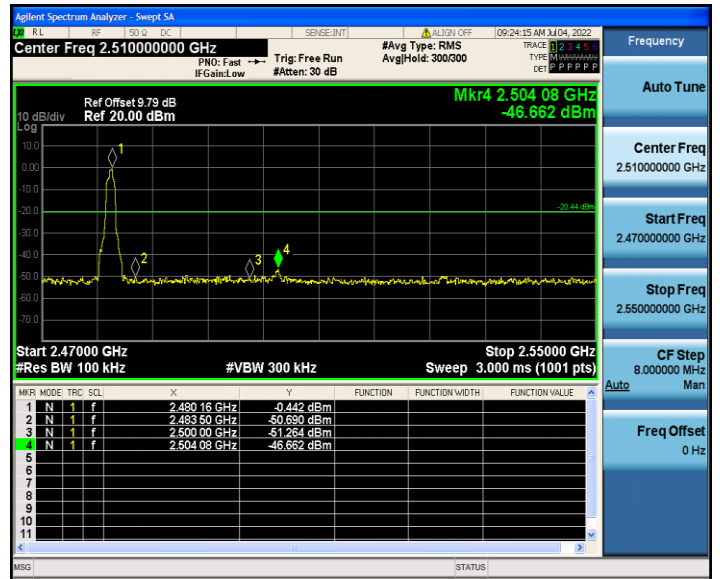 Agilent Spectrum Analyzer - Swept SA
RL RF 50 Ω DC SENSE:INT ALIGN OFF 09:24:15 AM Jul 04, 2022
Center Freq 2.510000000 GHz #Avg Type: RMS TRACE 1 2 3 4 5 6
PNO: Fast Trig: Free Run Avg|Hold: 300/300 TYPE M
IFGain:Low #Atten: 30 dB DET P P P P P P
Mkr4 2.504 08 GHz
-46.662 dBm
Ref Offset 9.79 dB
10 dB/div Ref 20.00 dBm
Log
10.0
1
0.00
-10.0
-20.0
-20.44 dBm
-30.0
-40.0
2 3 4
-50.0
-60.0
-70.0
Start 2.47000 GHz Stop 2.55000 GHz
#Res BW 100 kHz #VBW 300 kHz Sweep 3.000 ms (1001 pts)
MKR MODE TRC SCL X Y FUNCTION FUNCTION WIDTH FUNCTION VALUE
1 N 1 f 2.480 16 GHz -0.442 dBm
2 N 1 f 2.483 50 GHz -50.690 dBm
3 N 1 f 2.500 00 GHz -51.264 dBm
4 N 1 f 2.504 08 GHz -46.662 dBm
5
6
7
8
9
10
11
MSG STATUS
Frequency
Auto Tune
Center Freq
2.510000000 GHz
Start Freq
2.470000000 GHz
Stop Freq
2.550000000 GHz
CF Step
8.000000 MHz
Auto Man
Freq Offset
0 Hz